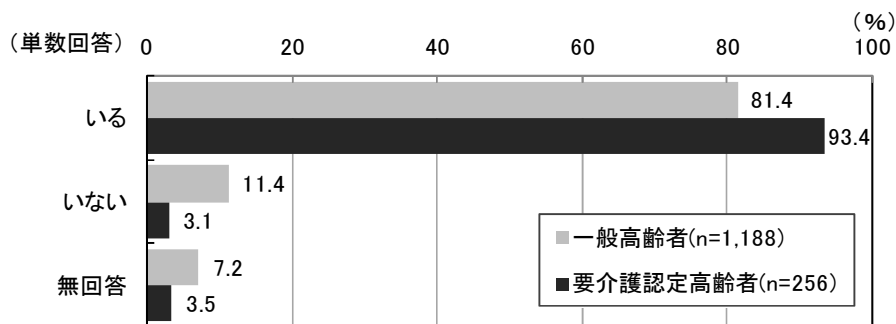 (%)
(単数回答) 0 20 40 60 80 100
いる 81.4
93.4
いない 11.4
3.1
一般高齢者(n=1,188)
無回答 7.2
3.5
要介護認定高齢者(n=256)